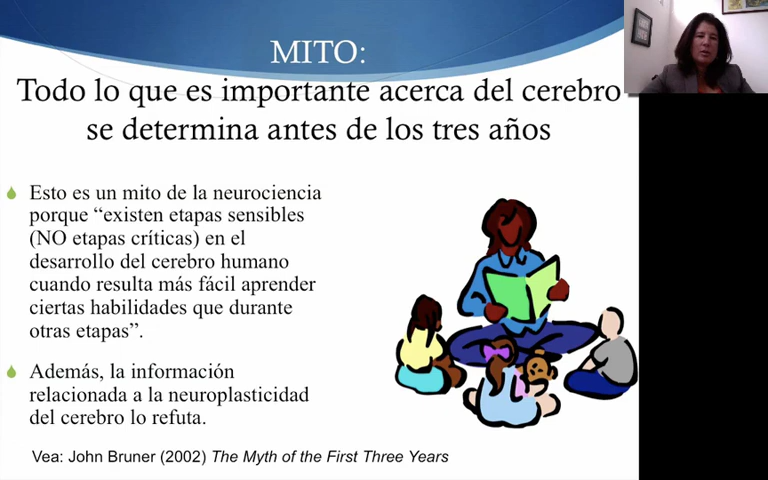 MITO:
Todo lo que es importante acerca del cerebro
se determina antes de los tres años
Esto es un mito de la neurociencia
porque “existen etapas sensibles
(NO etapas críticas) en el
desarrollo del cerebro humano
cuando resulta más fácil aprender
ciertas habilidades que durante
otras etapas”.
Además, la información
relacionada a la neuroplasticidad
del cerebro lo refuta.
Vea: John Bruner (2002) The Myth of the First Three Years